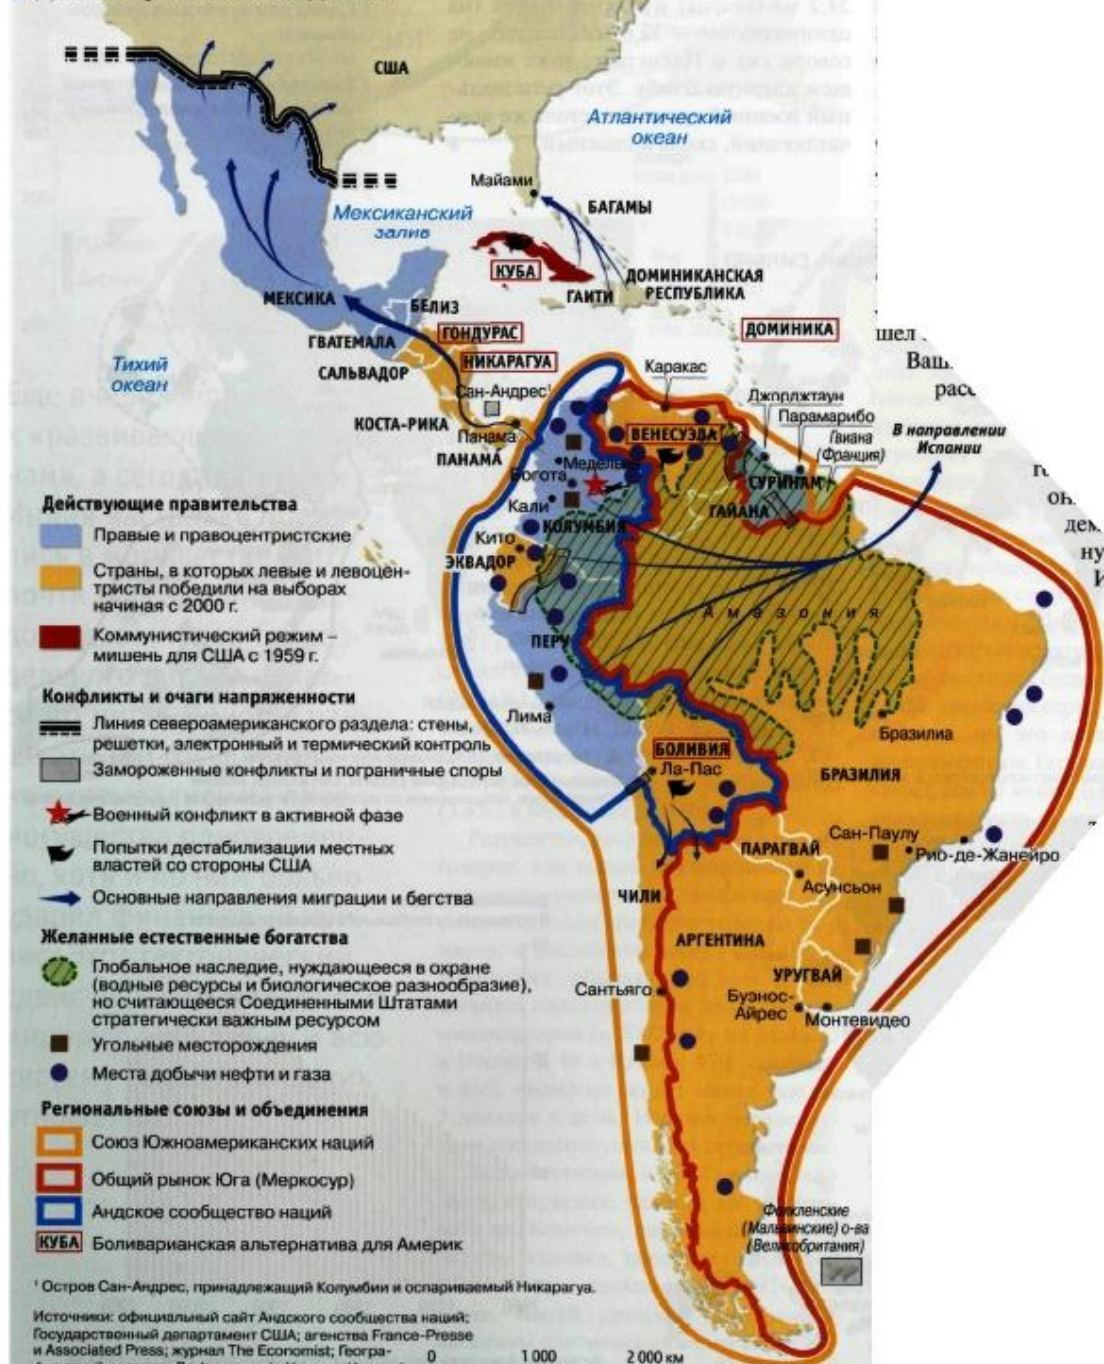 США
Атлантический
океан
Майами
БАГАМЫ
Мексиканский
залив
КУБА
ГАИТИ
ДОМИНИКАНСКАЯ
РЕСПУБЛИКА
МЕКСИКА
БЕЛИЗ
ГОНДУРАС
ДОМИНИКА
ГВАТЕМАЛА
НИКАРАГУА
САЛЬВАДОР
Тихий
океан
Сан-Андрес¹
Каракас
Джорджтаун
Парамарибо
КОСТА-РИКА
Панама
ПАНАМА
ВЕНЕСУЭЛА
Гвиана
(Франция)
В направлении
Испании
Богота
СУРИНАМ
Кали
КОЛУМБИЯ
ГАЙАНА
Кито
ЭКВАДОР
Амазония
ПЕРУ
Лима
Бразилиа
БОЛИВИЯ
Ла-Пас
БРАЗИЛИЯ
ПАРАГВАЙ
Сан-Паулу
Рио-де-Жанейро
Асунсьон
ЧИЛИ
АРГЕНТИНА
УРУГВАЙ
Сантьяго
Буэнос-
Айрес
Монтевидео
Фолкленские
(Мальвинские) о-ва
(Великобритания)
Действующие правительства
Правые и правоцентристские
Страны, в которых левые и левоцен-
тристы победили на выборах
начиная с 2000 г.
Коммунистический режим –
мишень для США с 1959 г.
Конфликты и очаги напряженности
Линия североамериканского раздела: стены,
решетки, электронный и термический контроль
Замороженные конфликты и пограничные споры
Военный конфликт в активной фазе
Попытки дестабилизации местных
властей со стороны США
Основные направления миграции и бегства
Желанные естественные богатства
Глобальное наследие, нуждающееся в охране
(водные ресурсы и биологическое разнообразие),
но считающееся Соединенными Штатами
стратегически важным ресурсом
Угольные месторождения
Места добычи нефти и газа
Региональные союзы и объединения
Союз Южноамериканских наций
Общий рынок Юга (Меркосур)
Андское сообщество наций
КУБА Боливарианская альтернатива для Америк
¹ Остров Сан-Андрес, принадлежащий Колумбии и оспариваемый Никарагуа.
Источники: официальный сайт Андского сообщества наций;
Государственный департамент США; агенства France-Presse
и Associated Press; журнал The Economist; Геогра-
0 1 000 2 000 км